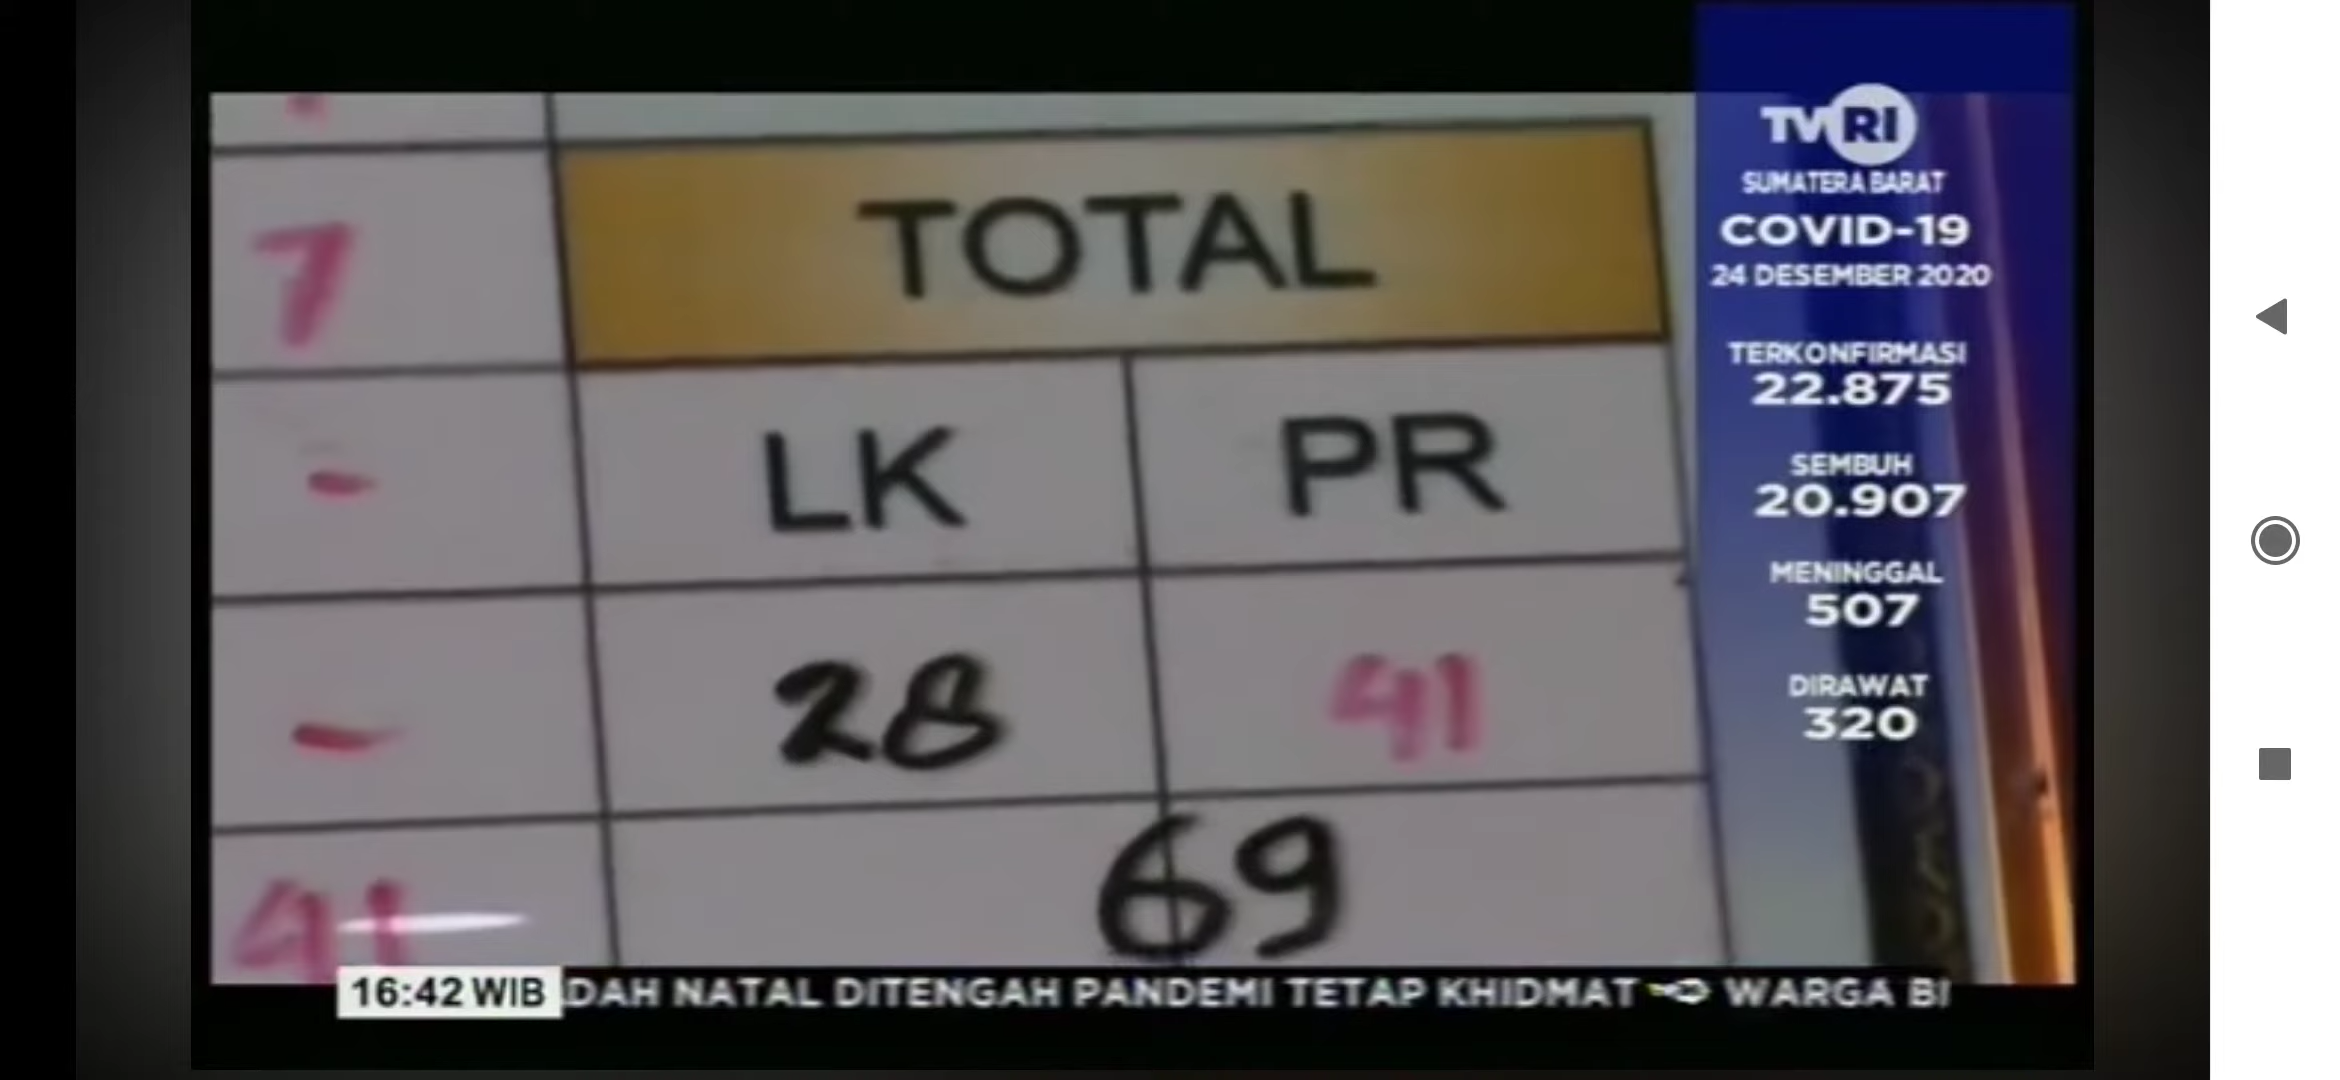 7
TOTAL
-
LK
PR
-
28
41
41
69
TVRI
SUMATERA BARAT
COVID-19
24 DESEMBER 2020
TERKONFIRMASI
22.875
SEMBUH
20.907
MENINGGAL
507
DIRAWAT
320
16:42 WIB DAH NATAL DITENGAH PANDEMI TETAP KHIDMAT WARGA BI